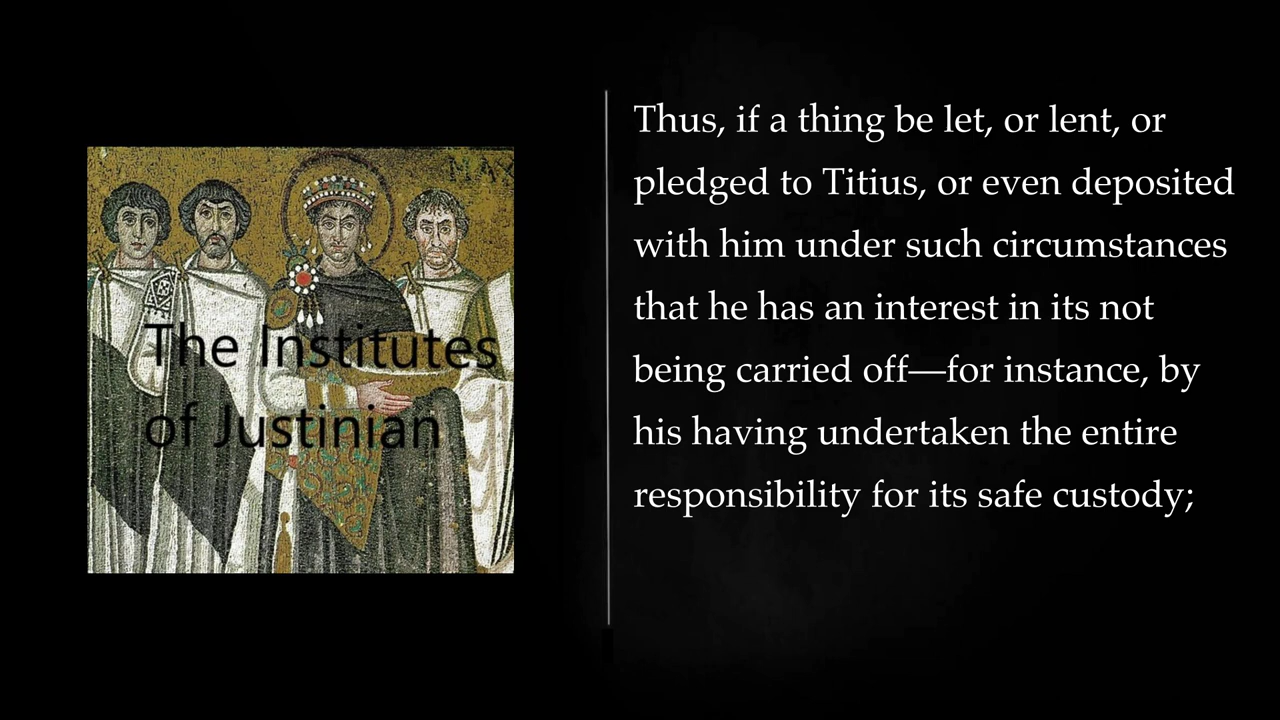 MAX
The Institutes
of Justinian
Thus, if a thing be let, or lent, or
pledged to Titius, or even deposited
with him under such circumstances
that he has an interest in its not
being carried off—for instance, by
his having undertaken the entire
responsibility for its safe custody;